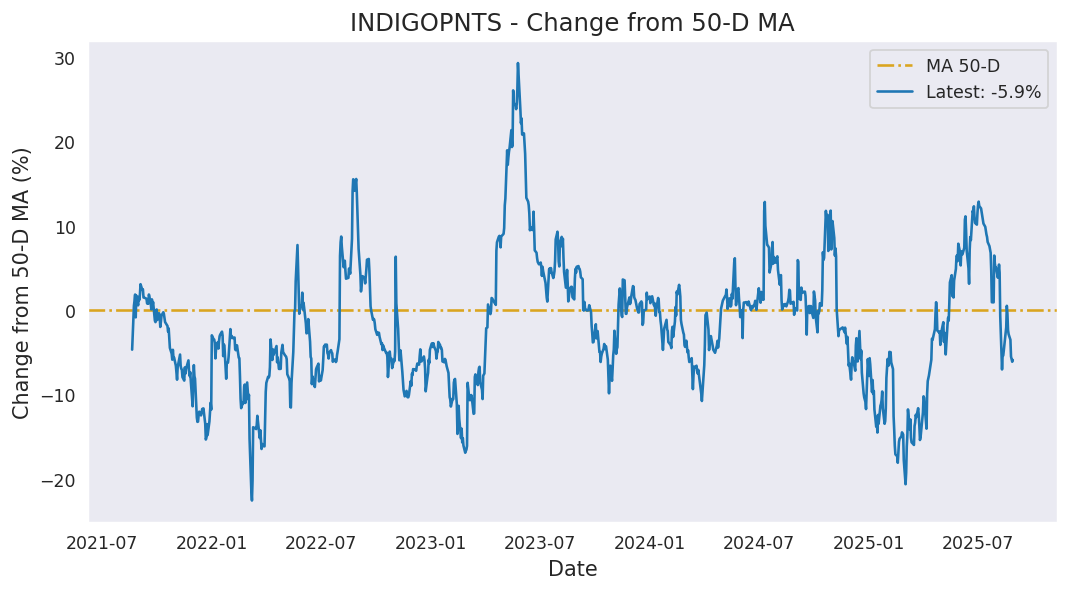 INDIGOPNTS - Change from 50-D MA
MA 50-D
Latest: -5.9%
Change from 50-D MA (%)
30
20
10
0
−10
−20
2021-07 2022-01 2022-07 2023-01 2023-07 2024-01 2024-07 2025-01 2025-07
Date